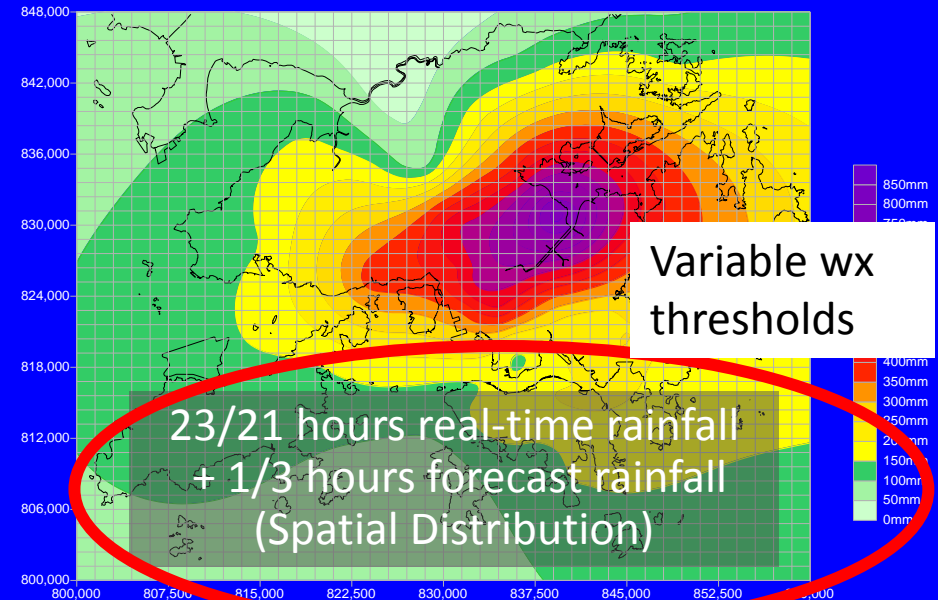 848,000
842,000
836,000
830,000
824,000
818,000
812,000
806,000
800,000
800,000 807,500 815,000 822,500 830,000 837,500 845,000 852,500
850mm
800mm
Variable wx
thresholds
400mm
350mm
300mm
250mm
200mm
150mm
100mm
50mm
0mm
23/21 hours real-time rainfall
+ 1/3 hours forecast rainfall
(Spatial Distribution)